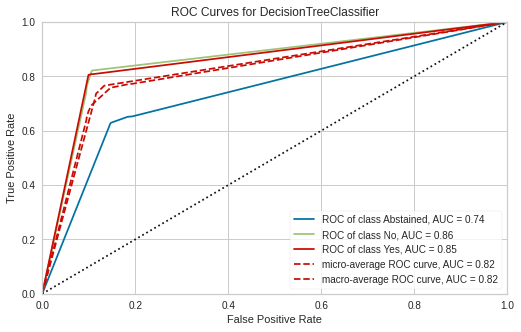 ROC Curves for DecisionTreeClassifier
True Positive Rate
1.0
0.8
0.6
0.4
0.2
0.0
ROC of class Abstained, AUC = 0.74
ROC of class No, AUC = 0.86
ROC of class Yes, AUC = 0.85
micro-average ROC curve, AUC = 0.82
macro-average ROC curve, AUC = 0.82
0.0 0.2 0.4 0.6 0.8 1.0
False Positive Rate